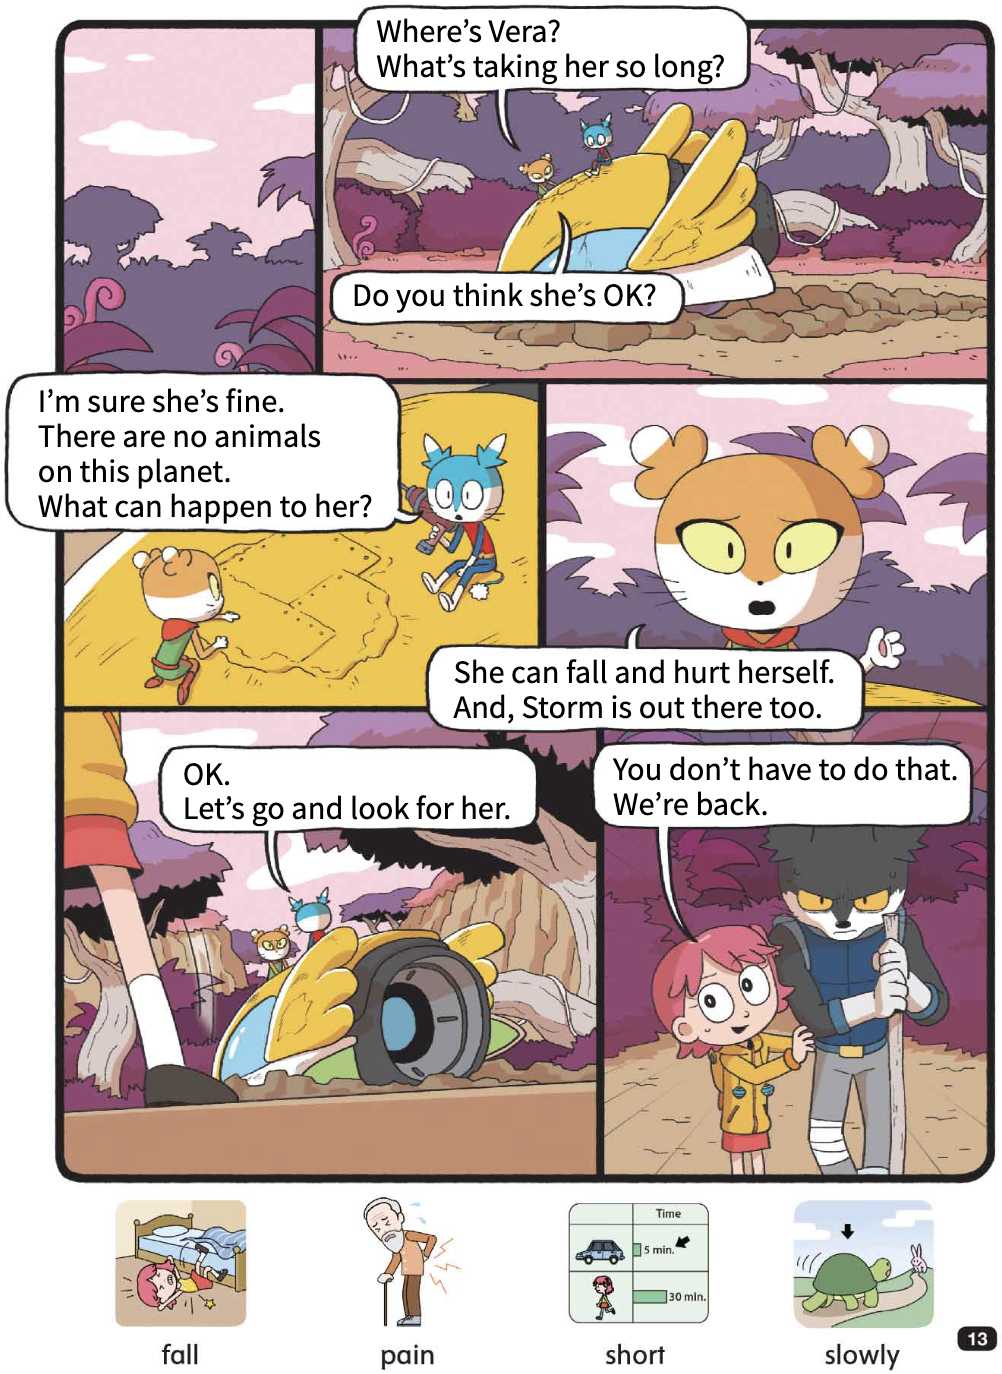 Where's Vera?
What's taking her so long?
Do you think she's OK?
I'm sure she's fine.
There are no animals
on this planet.
What can happen to her?
She can fall and hurt herself.
And, Storm is out there too.
OK.
Let's go and look for her.
You don't have to do that.
We're back.
fall
pain
Time
5 min.
30 min.
short
slowly
13